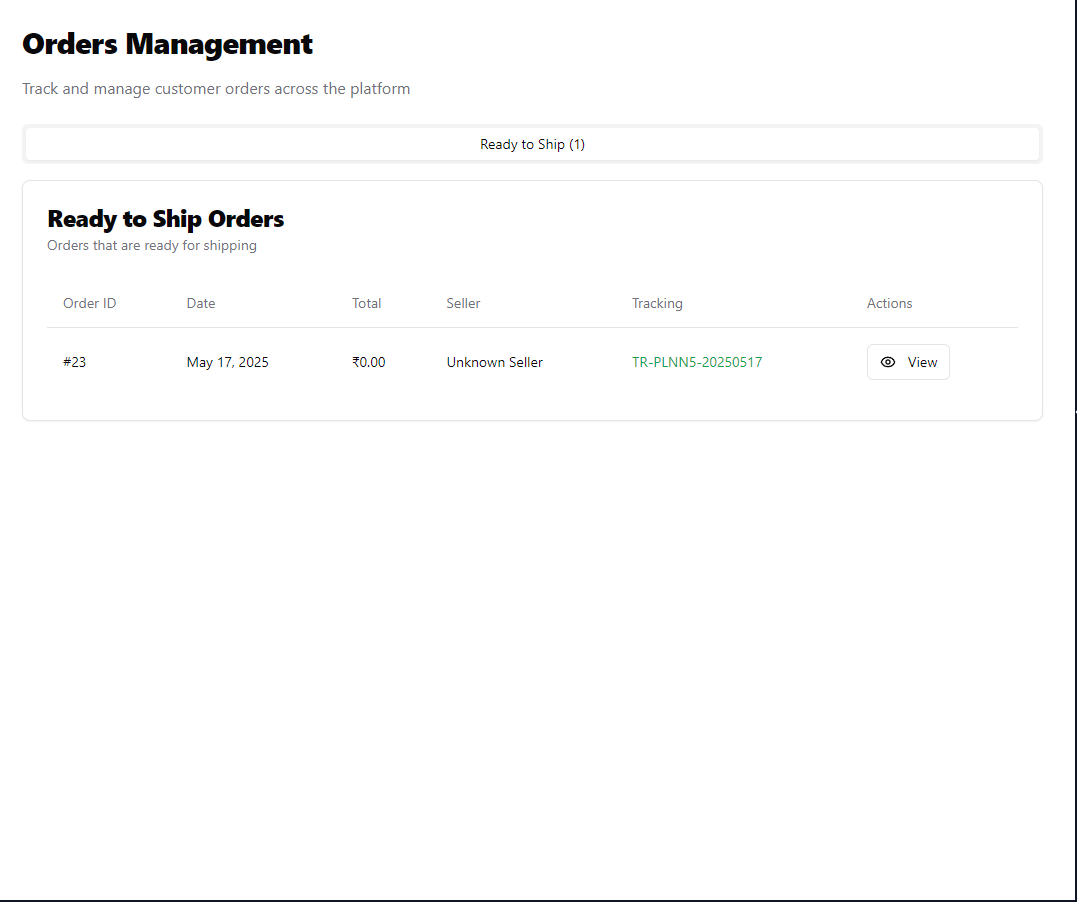 Orders Management
Track and manage customer orders across the platform
Ready to Ship (1)
Ready to Ship Orders
Orders that are ready for shipping
Order ID Date Total Seller Tracking Actions
#23 May 17, 2025 ₹0.00 Unknown Seller TR-PLNN5-20250517 View